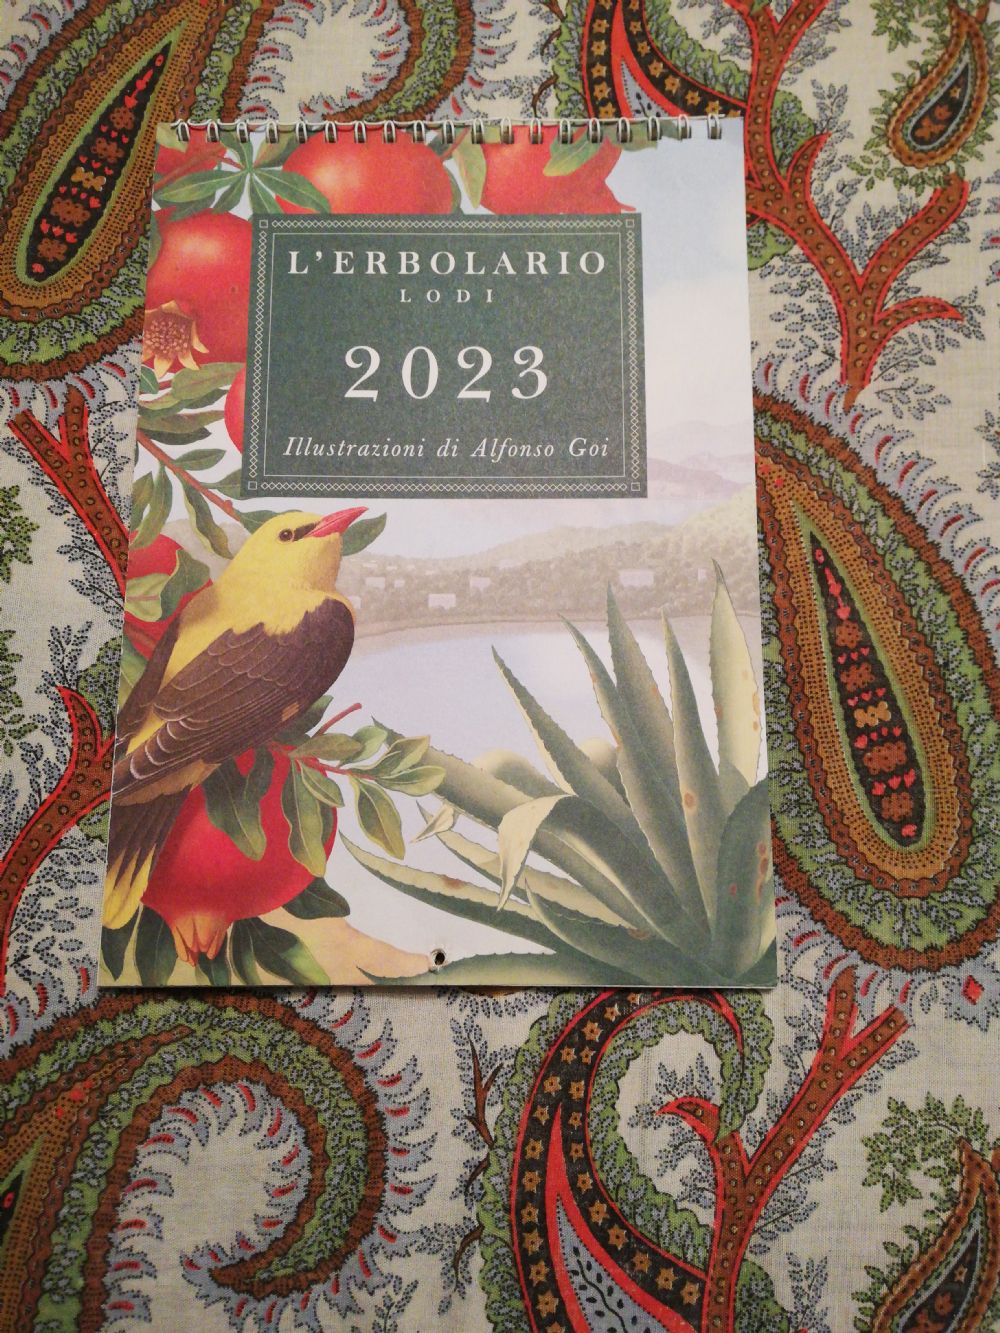 L'ERBOLARIO
LODI
2023
Illustrazioni di Alfonso Goi